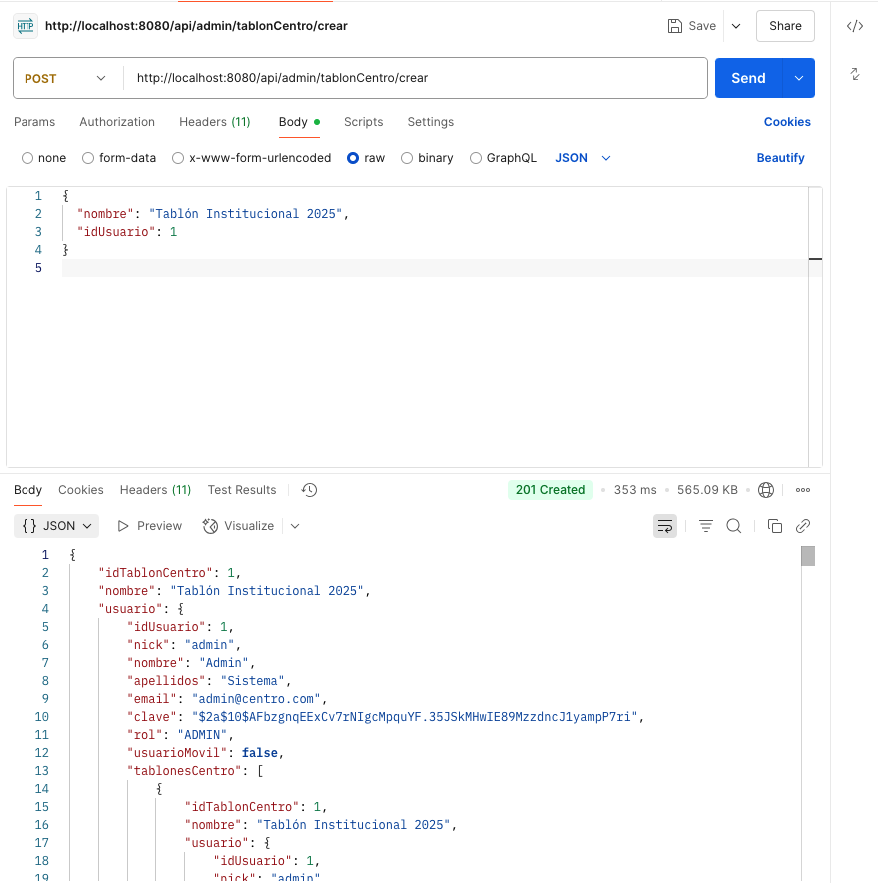 HTTP http://localhost:8080/api/admin/tablonCentro/crear Save Share
POST http://localhost:8080/api/admin/tablonCentro/crear Send
Params Authorization Headers (11) Body Scripts Settings Cookies
none form-data x-www-form-urlencoded raw binary GraphQL JSON Beautify
1 {
2 "nombre": "Tablón Institucional 2025",
3 "idUsuario": 1
4 }
5
Body Cookies Headers (11) Test Results 201 Created 353 ms 565.09 KB
{} JSON Preview Visualize
1 {
2 "idTablonCentro": 1,
3 "nombre": "Tablón Institucional 2025",
4 "usuario": {
5 "idUsuario": 1,
6 "nick": "admin",
7 "nombre": "Admin",
8 "apellidos": "Sistema",
9 "email": "admin@centro.com",
10 "clave": "$2a$10$AFbzgnqEExCv7rNIgcMpquYF.35JSkMHwIE89MzzdncJ1yampP7ri",
11 "rol": "ADMIN",
12 "usuarioMovil": false,
13 "tablonesCentro": [
14 {
15 "idTablonCentro": 1,
16 "nombre": "Tablón Institucional 2025",
17 "usuario": {
18 "idUsuario": 1,
19 "nick": "admin"